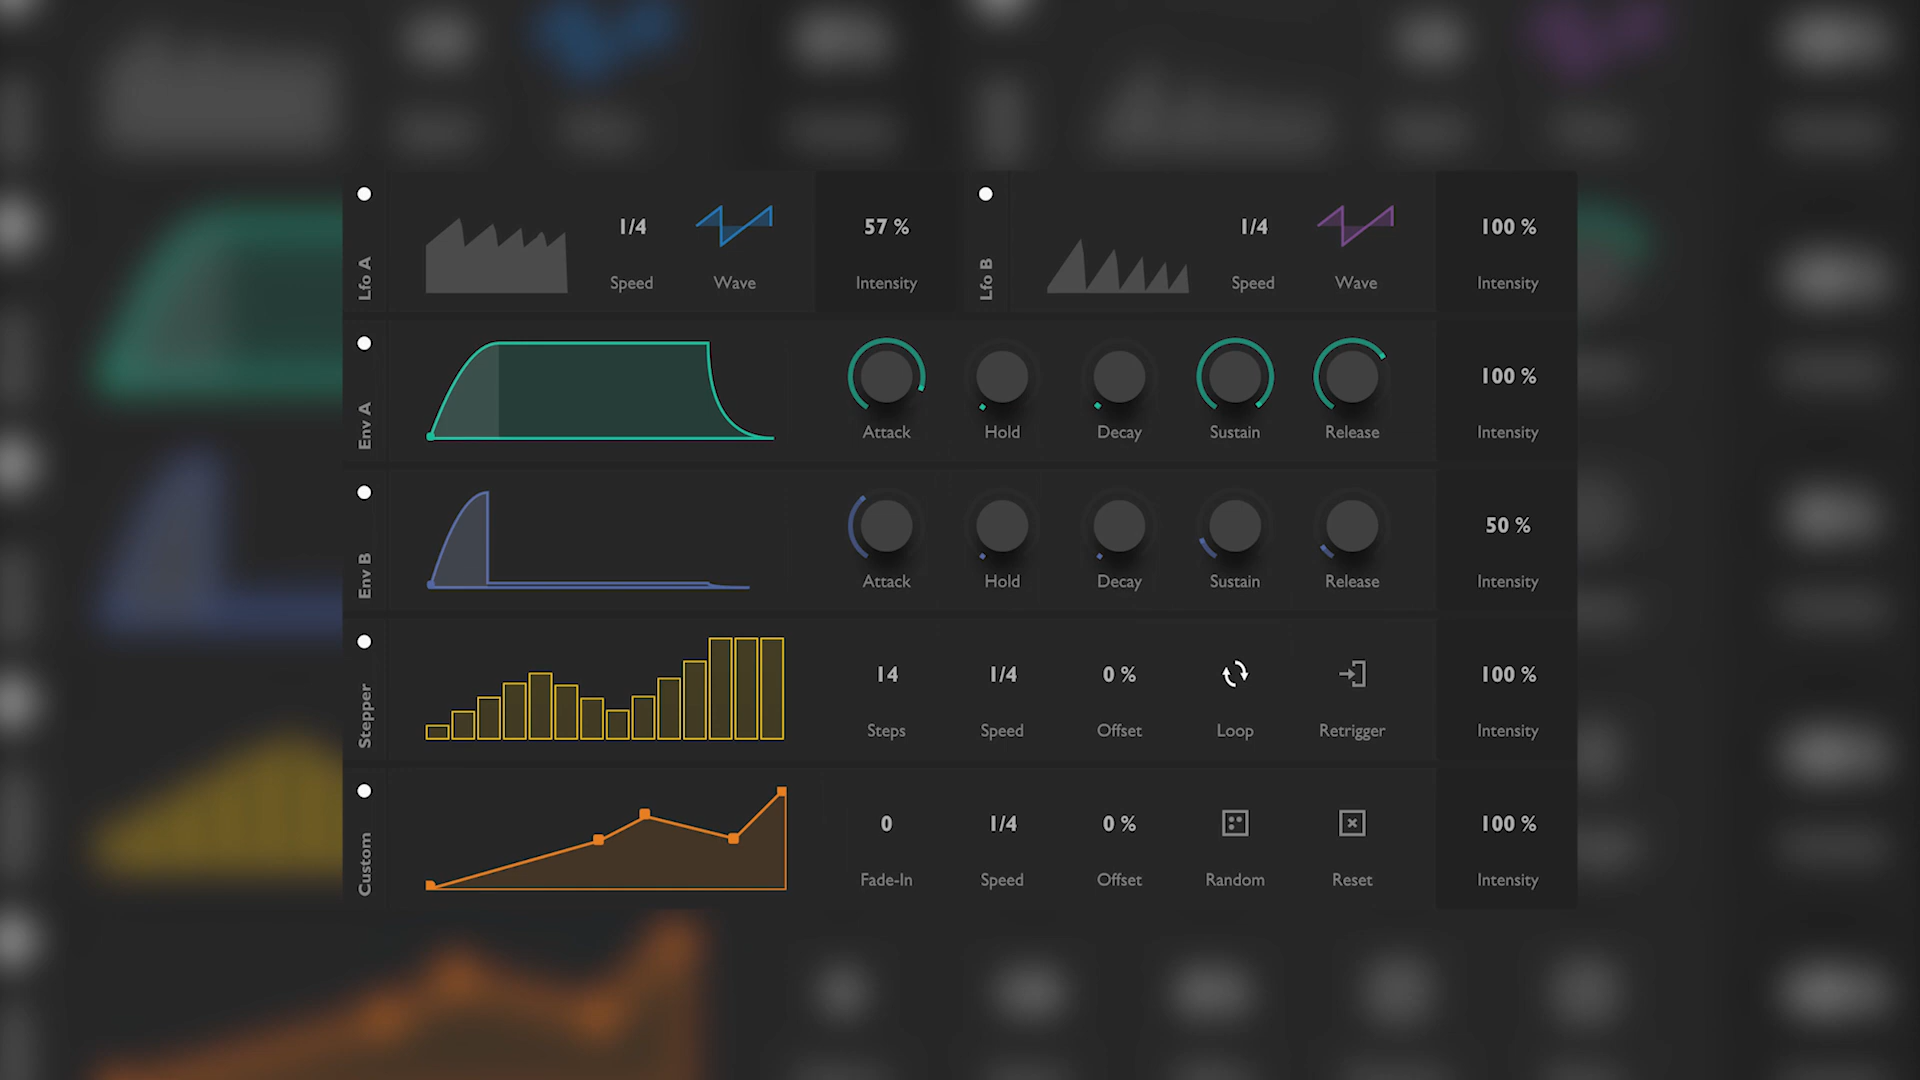 Lfo A
1/4
57 %
Speed
Wave
Intensity
Lfo B
1/4
100 %
Speed
Wave
Intensity
Env A
100 %
Attack
Hold
Decay
Sustain
Release
Intensity
Env B
50 %
Attack
Hold
Decay
Sustain
Release
Intensity
Stepper
14
1/4
0 %
100 %
Steps
Speed
Offset
Loop
Retrigger
Intensity
Custom
0
1/4
0 %
100 %
Fade-In
Speed
Offset
Random
Reset
Intensity